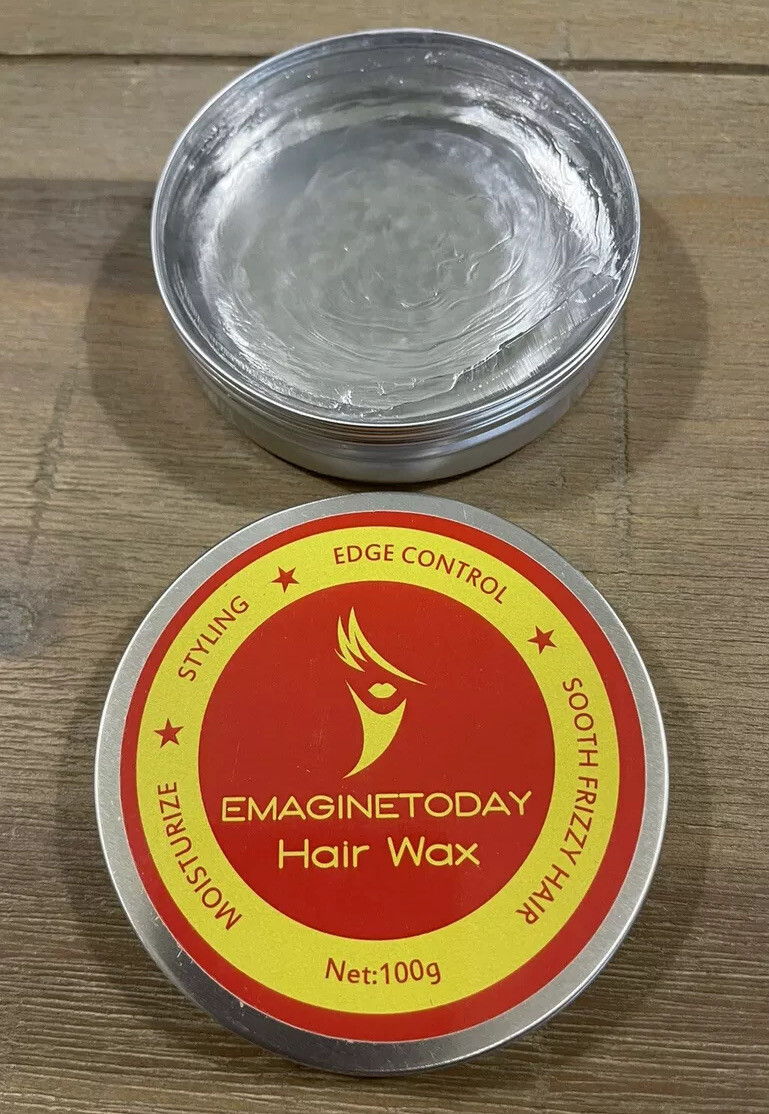 EDGE CONTROL
STYLING
MOISTURIZE
SOOTH FRIZZY HAIR
EMAGINETODAY
Hair Wax
Net:100g